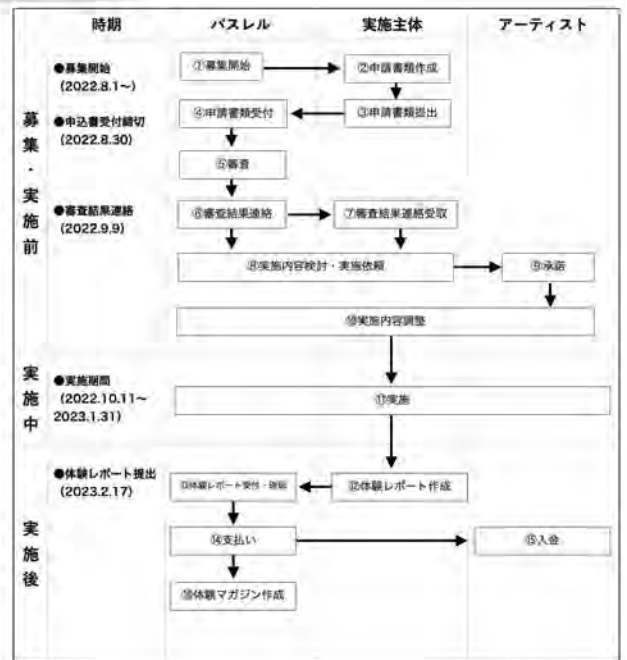 時期 パスレル 実施主体 アーティスト
募集・実施前
●募集開始
(2022.8.1〜)
①募集開始 ②申請書類作成
●申込書受付締切
(2022.8.30)
④申請書類受付 ③申請書類提出
⑤審査
●審査結果連絡
(2022.9.9)
⑥審査結果連絡 ⑦審査結果連絡受取
⑧実施内容検討・実施依頼 ⑨承諾
⑩実施内容調整
実施中
●実施期間
(2022.10.11〜
2023.1.31)
⑪実施
実施後
●体験レポート提出
(2023.2.17)
⑬体験レポート受付・確認 ⑫体験レポート作成
⑭支払い ⑮入金
⑯体験マガジン作成